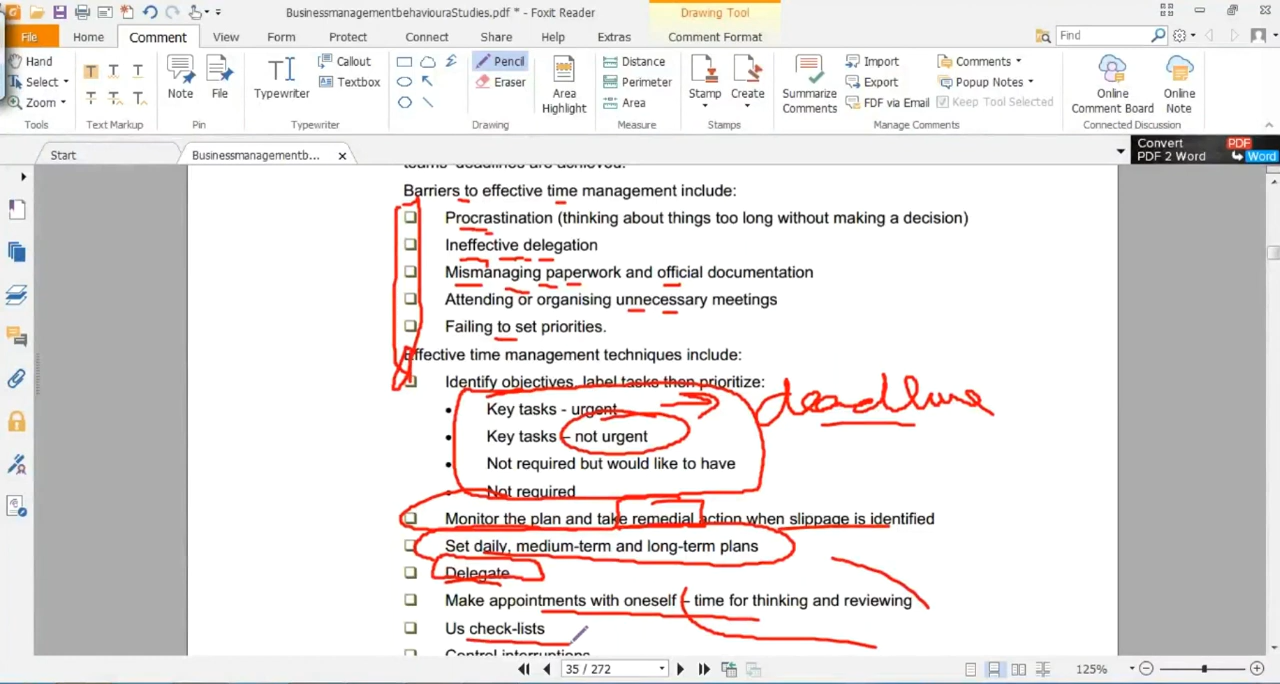 BusinessmanagementbehaviouraStudies.pdf * - Foxit Reader
Drawing Tool
File Home Comment View Form Protect Connect Share Help Extras Comment Format Find
Hand
Select
Zoom
Tools
Text Markup
Note
File
Pin
Typewriter
Callout
Textbox
Typewriter
Pencil
Eraser
Drawing
Area Highlight
Distance
Perimeter
Area
Measure
Stamp
Create
Stamps
Summarize Comments
Import
Export
FDF via Email
Comments
Popup Notes
Keep Tool Selected
Manage Comments
Online Comment Board
Online Note
Connected Discussion
Start
Businessmanagementb...
Convert PDF
PDF 2 Word Word
teams' deadlines are achieved.
Barriers to effective time management include:
Procrastination (thinking about things too long without making a decision)
Ineffective delegation
Mismanaging paperwork and official documentation
Attending or organising unnecessary meetings
Failing to set priorities.
Effective time management techniques include:
Identify objectives, label tasks then prioritize:
Key tasks - urgent
deadline
Key tasks – not urgent
Not required but would like to have
Not required
Monitor the plan and take remedial action when slippage is identified
Set daily, medium-term and long-term plans
Delegate
Make appointments with oneself – time for thinking and reviewing
Us check-lists
Control interruptions
35 / 272
125%